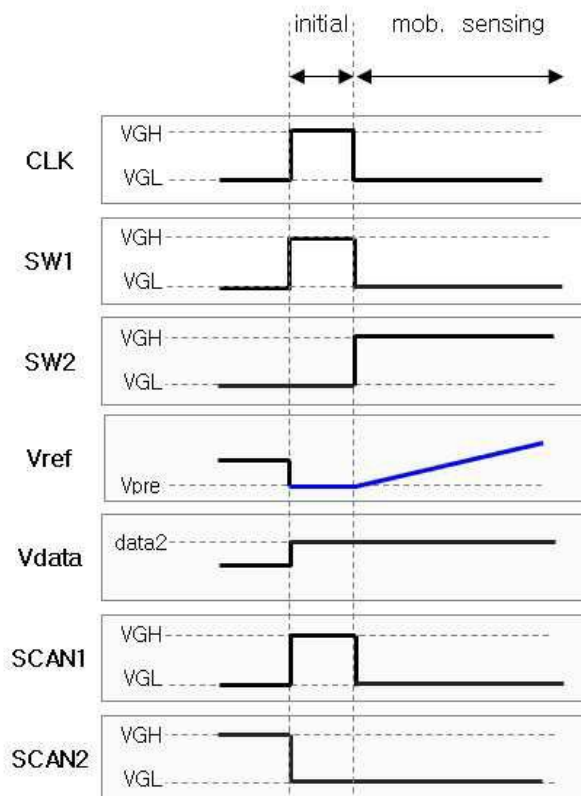 initial mob. sensing
VGH
CLK
VGL
VGH
SW1
VGL
VGH
SW2
VGL
Vref
Vpre
data2
Vdata
VGH
SCAN1
VGL
VGH
SCAN2
VGL